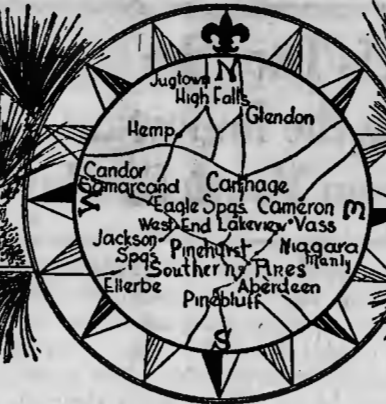 N
Jugtown
High Falls
Glendon
Hemp
Candor
Samarcand
Carthage
W
Eagle Spgs
Cameron
E
West End
Lakeview
Vass
Jackson
Spgs
Pinehurst
Niagara
Manly
Southern Pines
Ellerbe
Aberdeen
Pinebluff
S